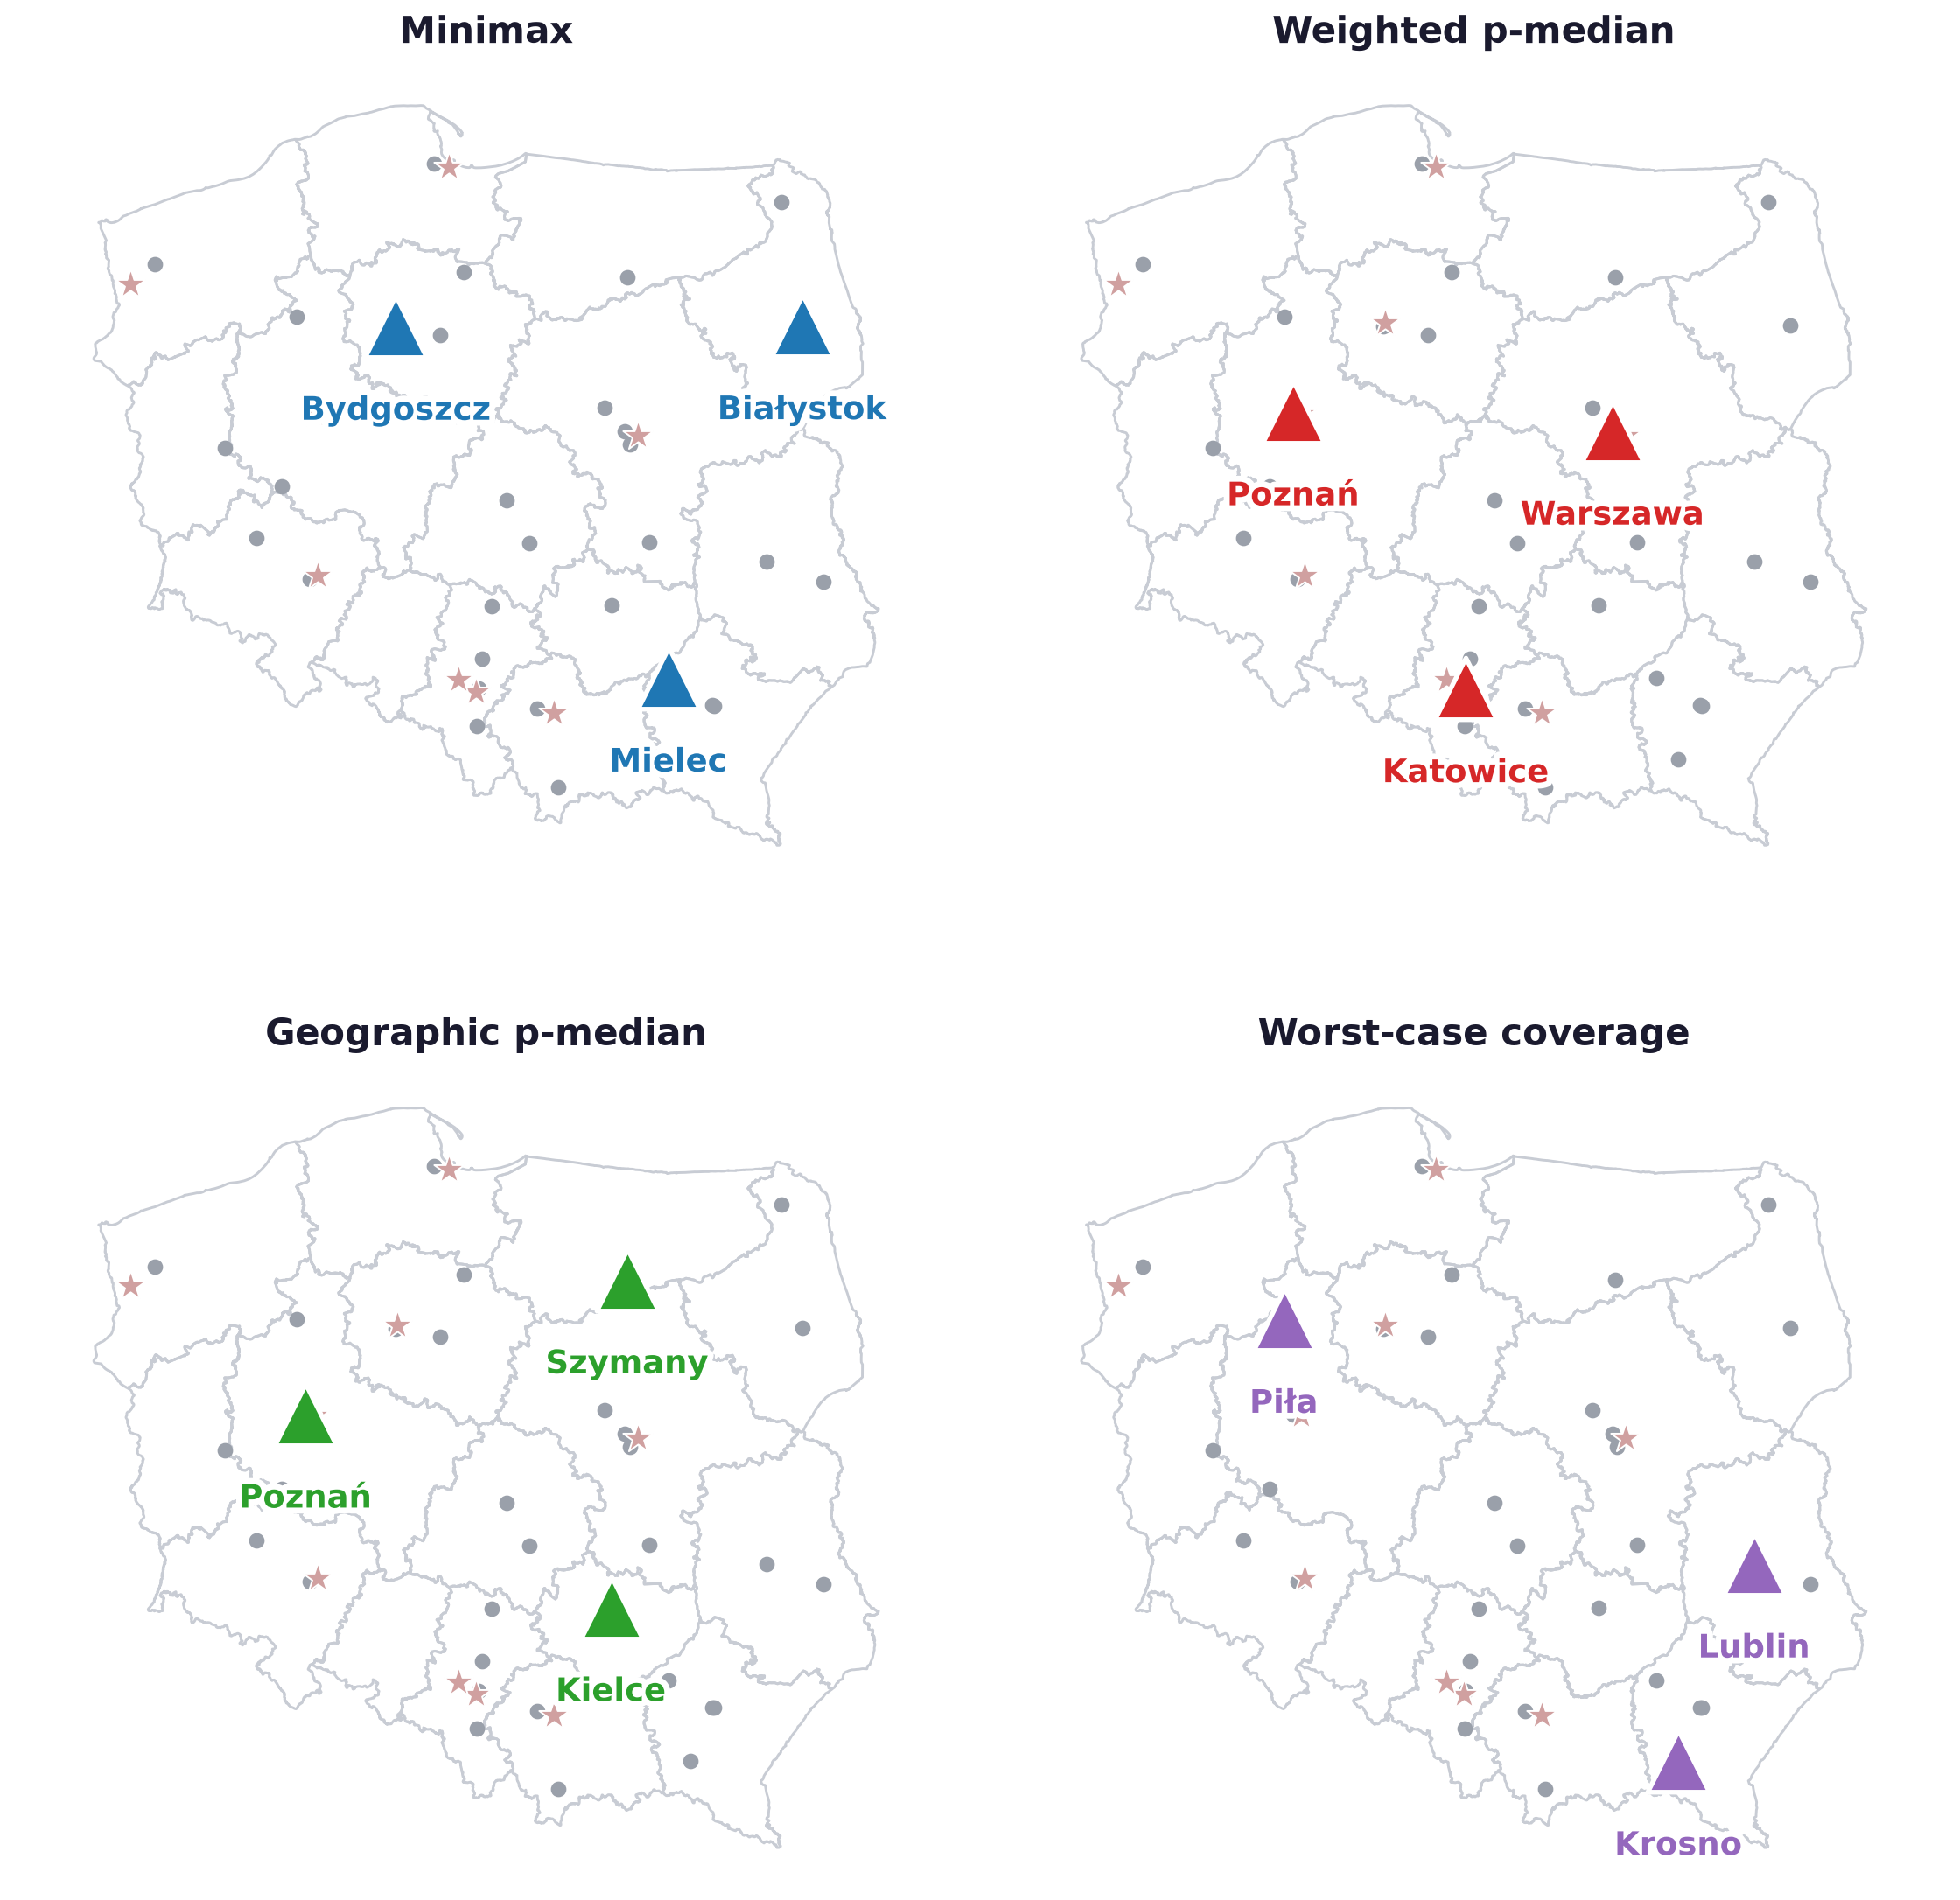 Minimax
Weighted p-median
Bydgoszcz
Białystok
Poznań
Warszawa
Mielec
Katowice
Geographic p-median
Worst-case coverage
Szymany
Piła
Poznań
Lublin
Kielce
Krosno